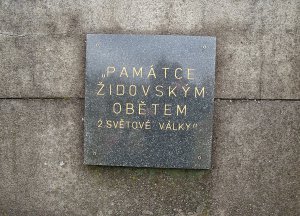 „PAMÁTCE
ŽIDOVSKÝM
OBĚTEM
2.SVĚTOVÉ VÁLKY“